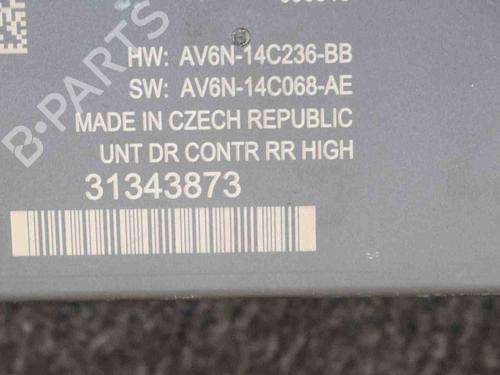 HW: AV6N-14C236-BB
SW: AV6N-14C068-AE
MADE IN CZECH REPUBLIC
UNT DR CONTR RR HIGH
31343873
B-PARTS